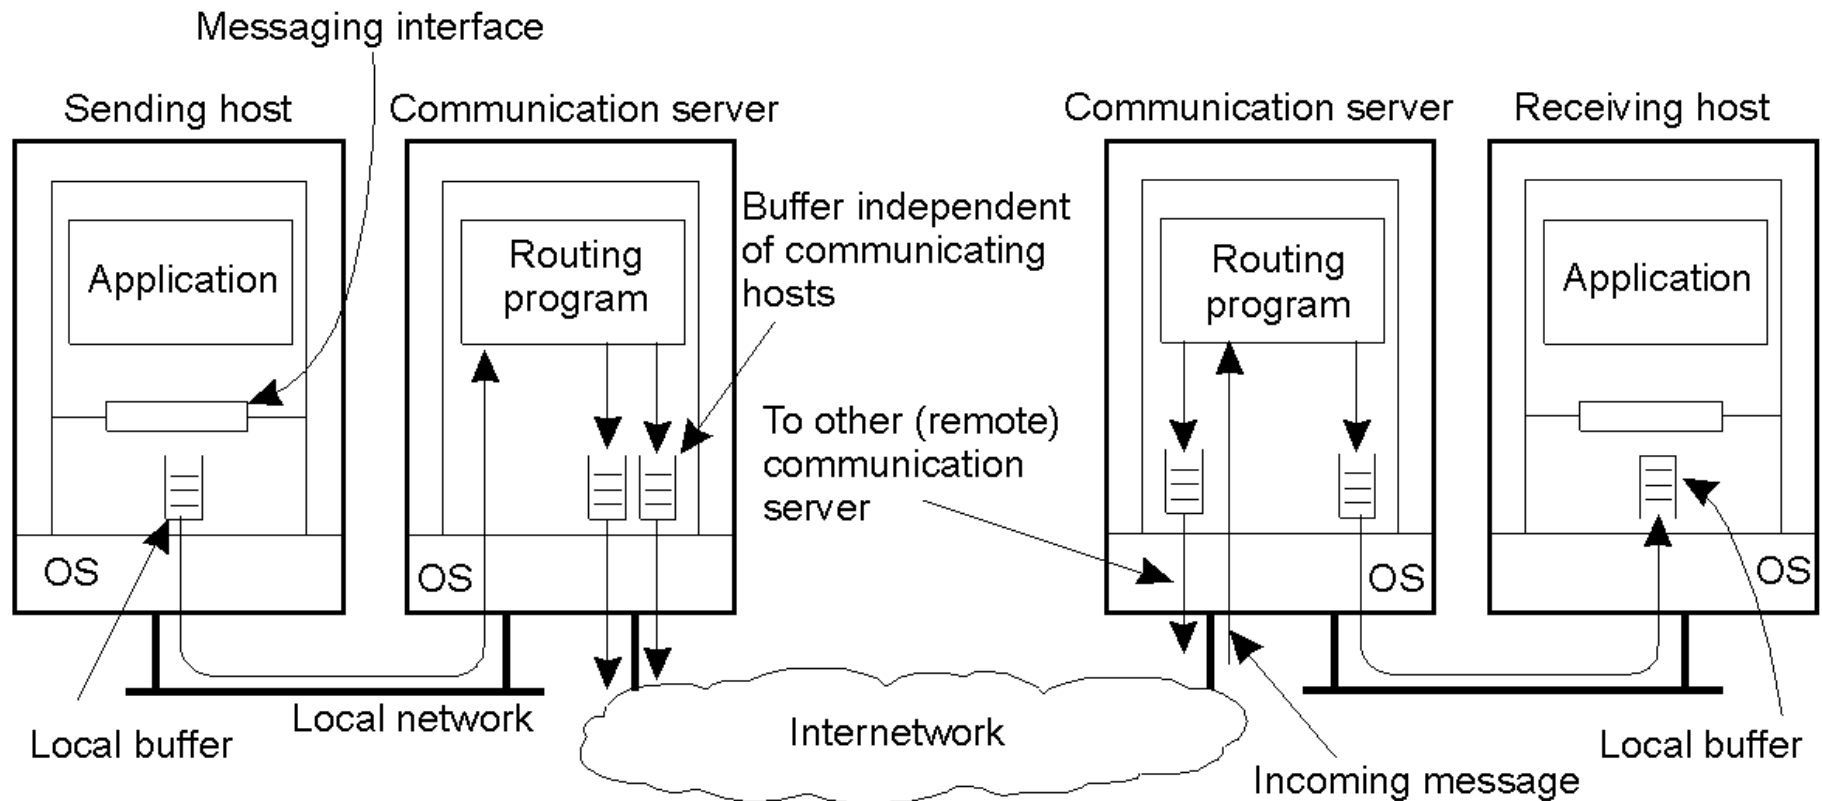 Messaging interface
Sending host
Communication server
Communication server
Receiving host
Application
Routing
program
Buffer independent
of communicating
hosts
Routing
program
Application
To other (remote)
communication
server
OS
OS
OS
OS
Local buffer
Local network
Internetwork
Incoming message
Local buffer